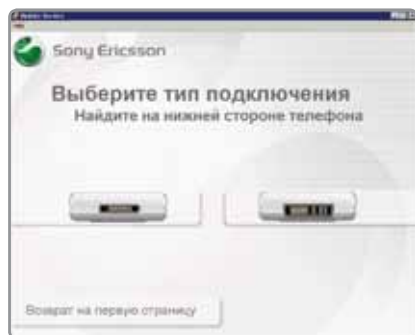 Sony Ericsson
Выберите тип подключения
Найдите на нижней стороне телефона
Возврат на первую страницу